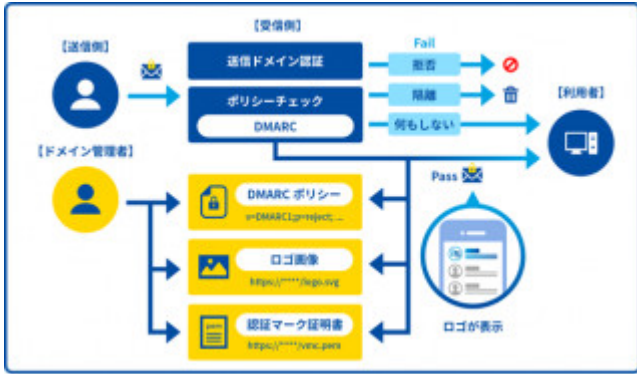 【受信側】
【送信側】
送信ドメイン認証
Fail
拒否
ポリシーチェック
隔離
【利用者】
DMARC
何もしない
【ドメイン管理者】
Pass
DMARC ポリシー
v=DMARC1;p=reject; ...
ロゴ画像
https://****/logo.svg
認証マーク証明書
https://****/vmc.pem
ロゴが表示